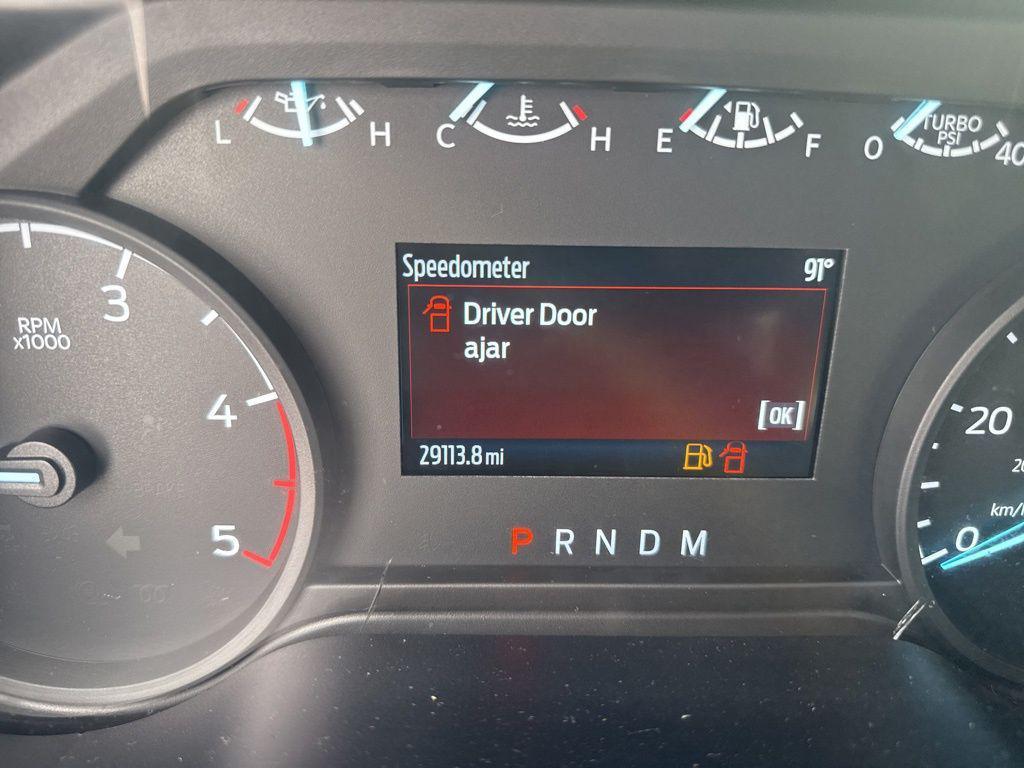 L H C H E F O TURBO
PSI 40
Speedometer 91°
Driver Door
ajar
[OK]
29113.8 mi
P R N D M
RPM
x1000
3
4
5
20
km/h
0